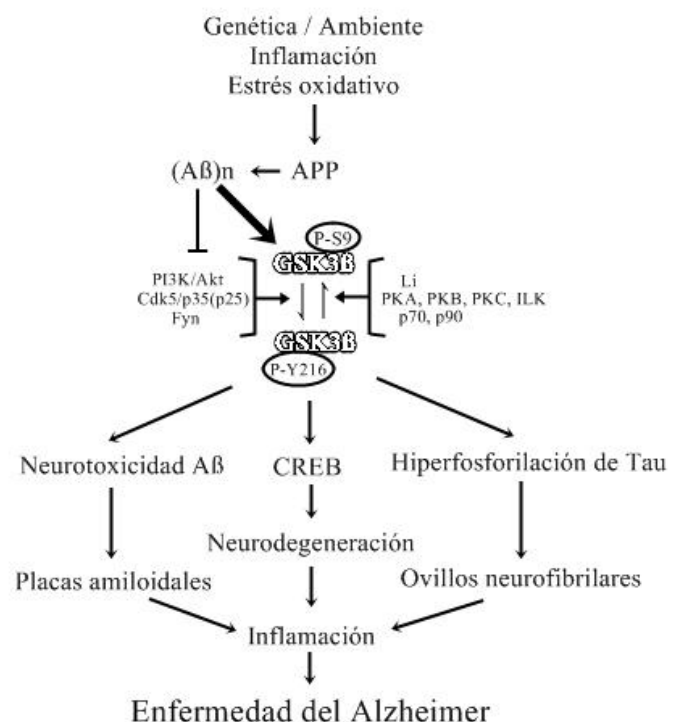 Genética / Ambiente
Inflamación
Estrés oxidativo
(Aß)n
APP
P-S9
GSK3ß
PI3K/Akt
Cdk5/p35(p25)
Fyn
Li
PKA, PKB, PKC, ILK
p70, p90
GSK3ß
P-Y216
Neurotoxicidad Aß
CREB
Hiperfosforilación de Tau
Neurodegeneración
Placas amiloidales
Ovillos neurofibrilares
Inflamación
Enfermedad del Alzheimer